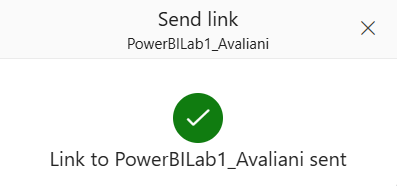 Send link
PowerBILab1_Avaliani
Link to PowerBILab1_Avaliani sent